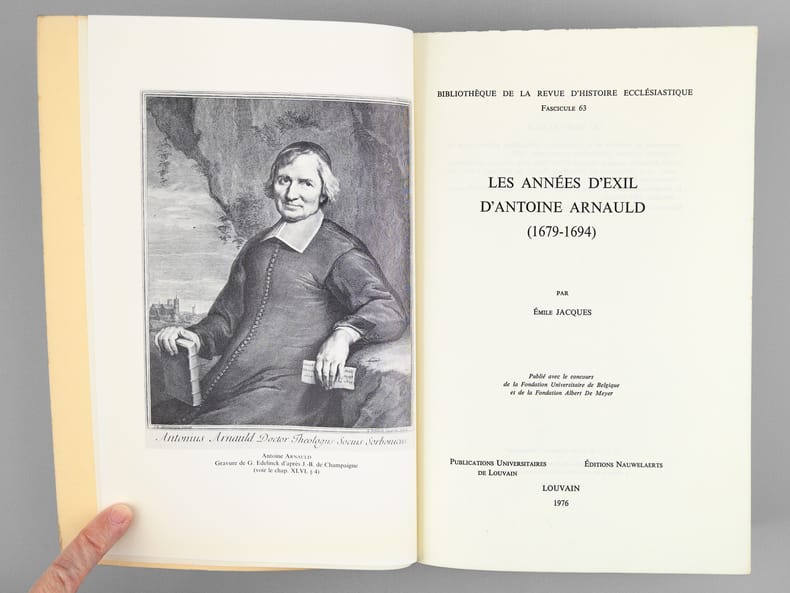 Antonius Arnauld Doctor Theologus Socius Sorbonicus
Antoine ARNAULD
Gravure de G. Edelinck d'après J.-B. de Champaigne
(voir le chap. XLVI, § 4)
BIBLIOTHÈQUE DE LA REVUE D'HISTOIRE ECCLÉSIASTIQUE
FASCICULE 63
LES ANNÉES D'EXIL
D'ANTOINE ARNAULD
(1679-1694)
PAR
ÉMILE JACQUES
Publié avec le concours
de la Fondation Universitaire de Belgique
et de la Fondation Albert De Meyer
PUBLICATIONS UNIVERSITAIRES
DE LOUVAIN
ÉDITIONS NAUWELAERTS
LOUVAIN
1976